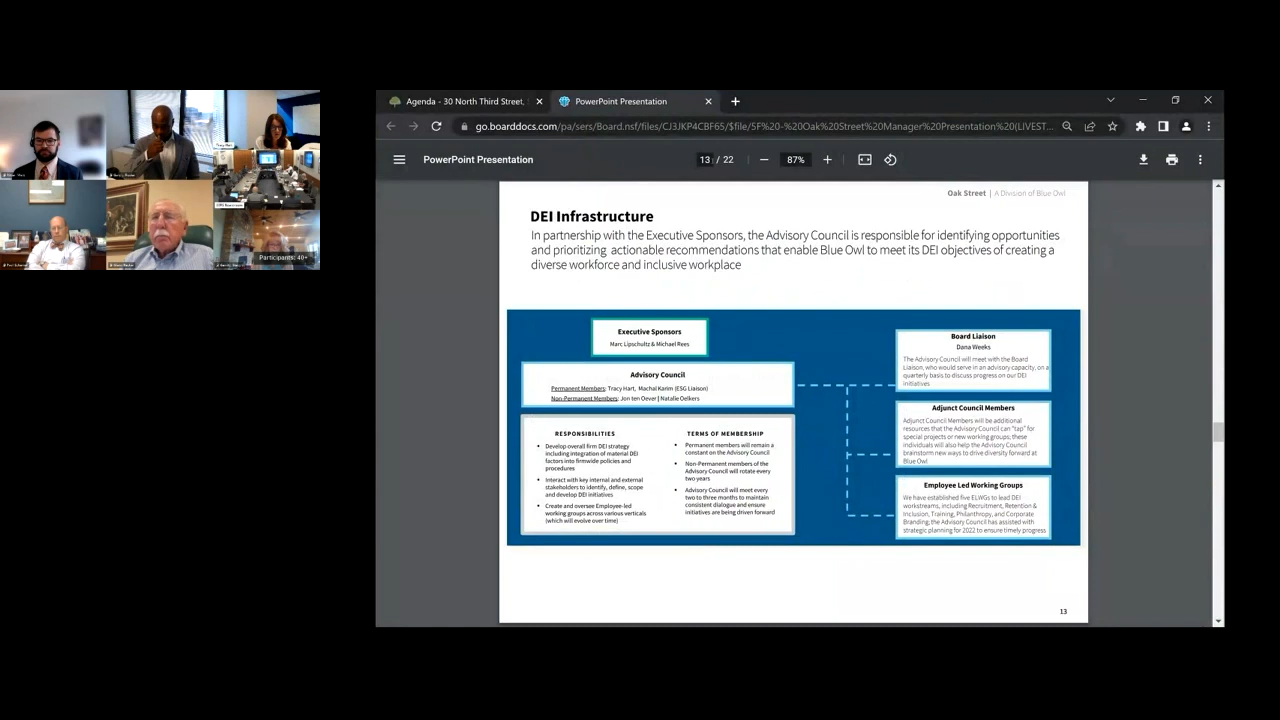 Agenda - 30 North Third Street,
PowerPoint Presentation
go.boarddocs.com/pa/sers/Board.nsf/files/CJ3JKP4CBF65/$file/5F%20-%20Oak%20Street%20Manager%20Presentation%20(LIVEST...
PowerPoint Presentation
13 / 22
87%
Oak Street | A Division of Blue Owl
DEI Infrastructure
In partnership with the Executive Sponsors, the Advisory Council is responsible for identifying opportunities
and prioritizing actionable recommendations that enable Blue Owl to meet its DEI objectives of creating a
diverse workforce and inclusive workplace
Executive Sponsors
Marc Lipschultz & Michael Rees
Advisory Council
Permanent Members: Tracy Hart, Machal Karim (ESG Liaison)
Non-Permanent Members: Jon ten Oever | Natalie Oelkers
RESPONSIBILITIES
• Develop overall firm DEI strategy
including integration of material DEI
factors into firmwide policies and
procedures
• Interact with key internal and external
stakeholders to identify, define, scope
and develop DEI initiatives
• Create and oversee Employee-led
working groups across various verticals
(which will evolve over time)
TERMS OF MEMBERSHIP
• Permanent members will remain a
constant on the Advisory Council
• Non-Permanent members of the
Advisory Council will rotate every
two years
• Advisory Council will meet every
two to three months to maintain
consistent dialogue and ensure
initiatives are being driven forward
Board Liaison
Dana Weeks
The Advisory Council will meet with the Board
Liaison, who would serve in an advisory capacity, on a
quarterly basis to discuss progress on our DEI
initiatives
Adjunct Council Members
Adjunct Council Members will be additional
resources that the Advisory Council can "tap" for
special projects or new working groups; these
individuals will also help the Advisory Council
brainstorm new ways to drive diversity forward at
Blue Owl
Employee Led Working Groups
We have established five ELWGs to lead DEI
workstreams, including Recruitment, Retention &
Inclusion, Training, Philanthropy, and Corporate
Branding; the Advisory Council has assisted with
strategic planning for 2022 to ensure timely progress
13
Tracy Hart
Participants: 40+